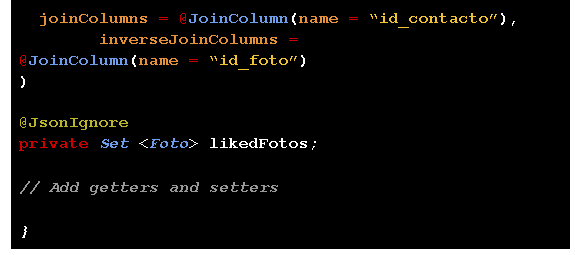 joinColumns = @JoinColumn(name = “id_contacto”),
inverseJoinColumns =
@JoinColumn(name = “id_foto”)
)
@JsonIgnore
private Set <Foto> likedFotos;
// Add getters and setters
}